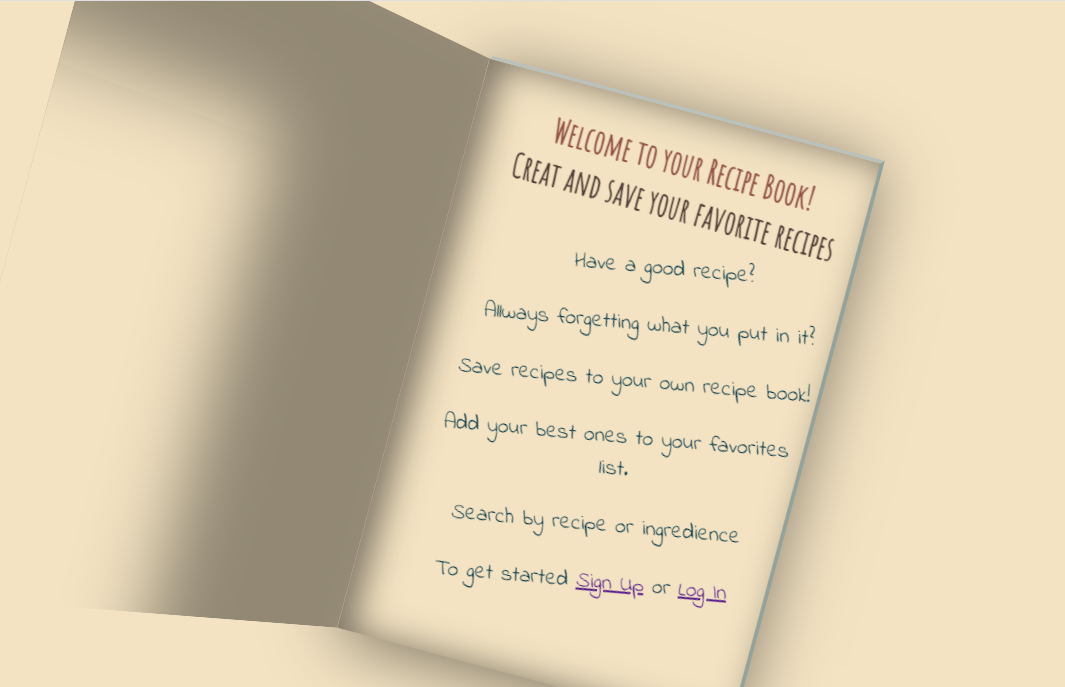 Welcome to your Recipe Book!
Creat and save your favorite recipes
Have a good recipe?
Allways forgetting what you put in it?
Save recipes to your own recipe book!
Add your best ones to your favorites
list.
Search by recipe or ingredience
To get started Sign Up or Log In